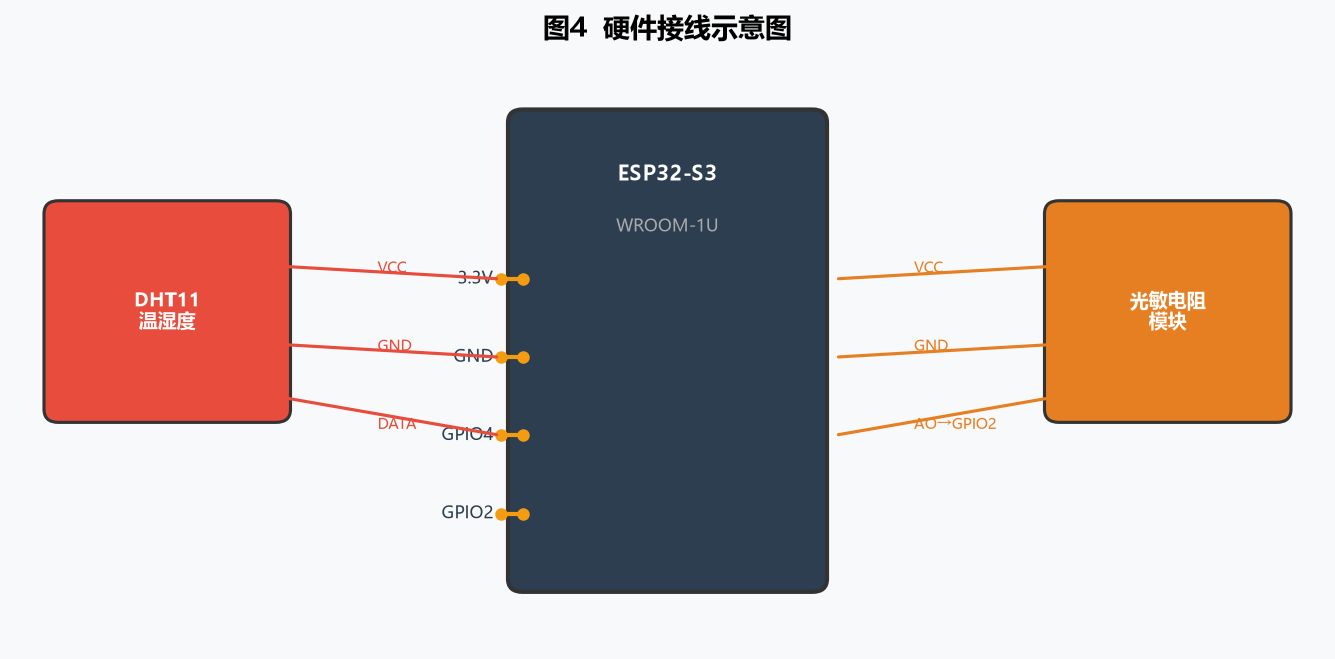 图4 硬件接线示意图
ESP32-S3
WROOM-1U
DHT11
温湿度
VCC
GND
DATA
3.3V
GND
GPIO4
GPIO2
VCC
GND
AO→GPIO2
光敏电阻
模块